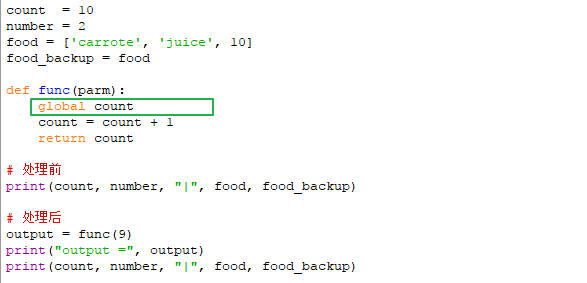 count  = 10
number = 2
food = ['carrote', 'juice', 10]
food_backup = food
def func(parm):
    global count
    count = count + 1
    return count
# 处理前
print(count, number, "|", food, food_backup)
# 处理后
output = func(9)
print("output =", output)
print(count, number, "|", food, food_backup)